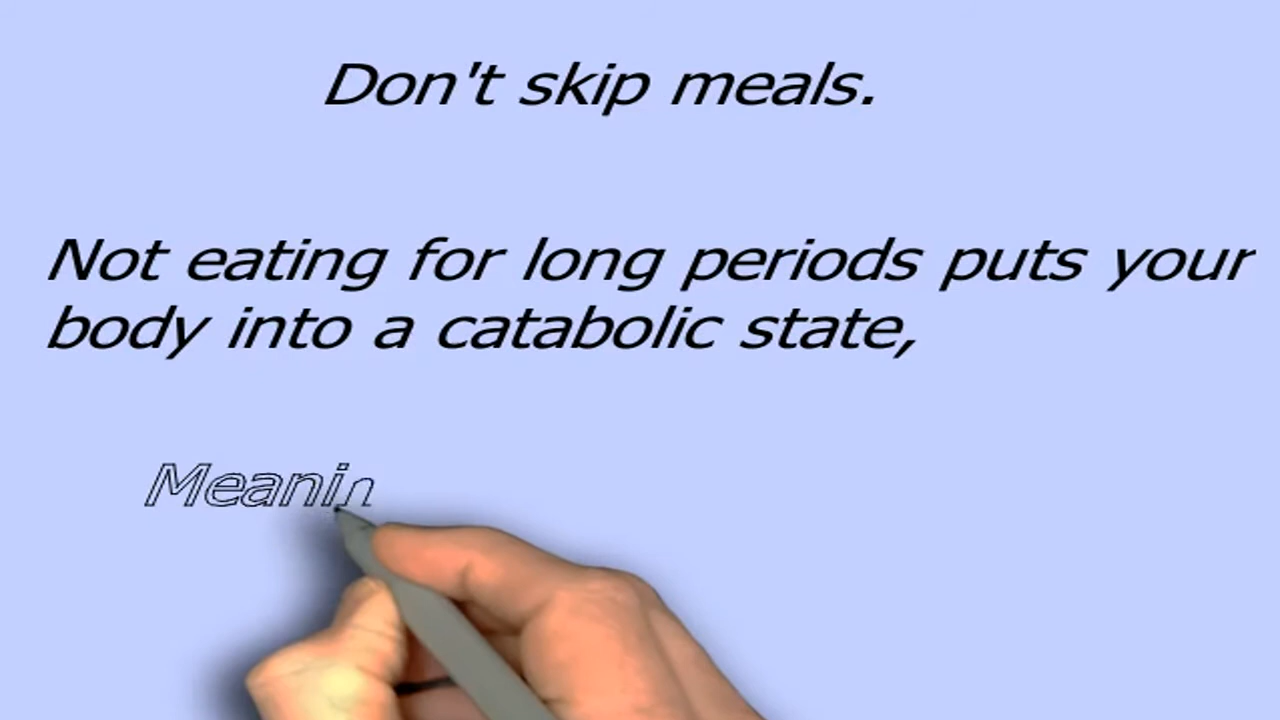 Don't skip meals.
Not eating for long periods puts your
body into a catabolic state,
Meanin